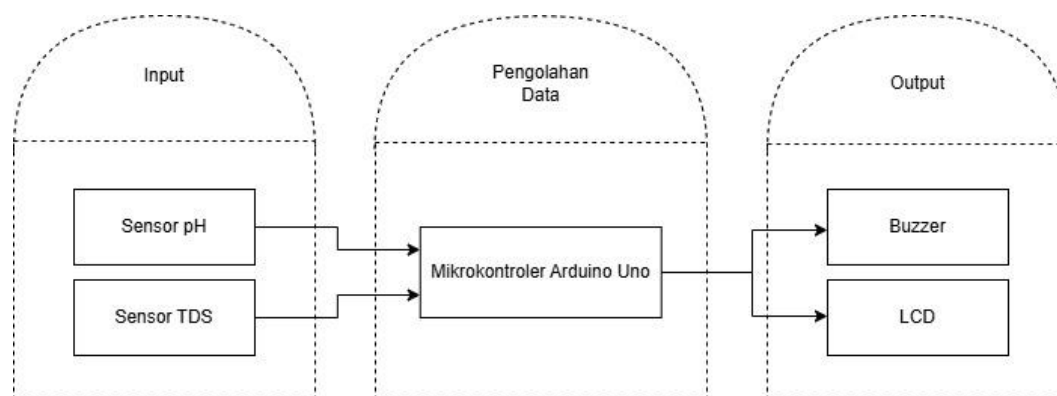 Input
Pengolahan
Data
Output
Sensor pH
Sensor TDS
Mikrokontroler Arduino Uno
Buzzer
LCD